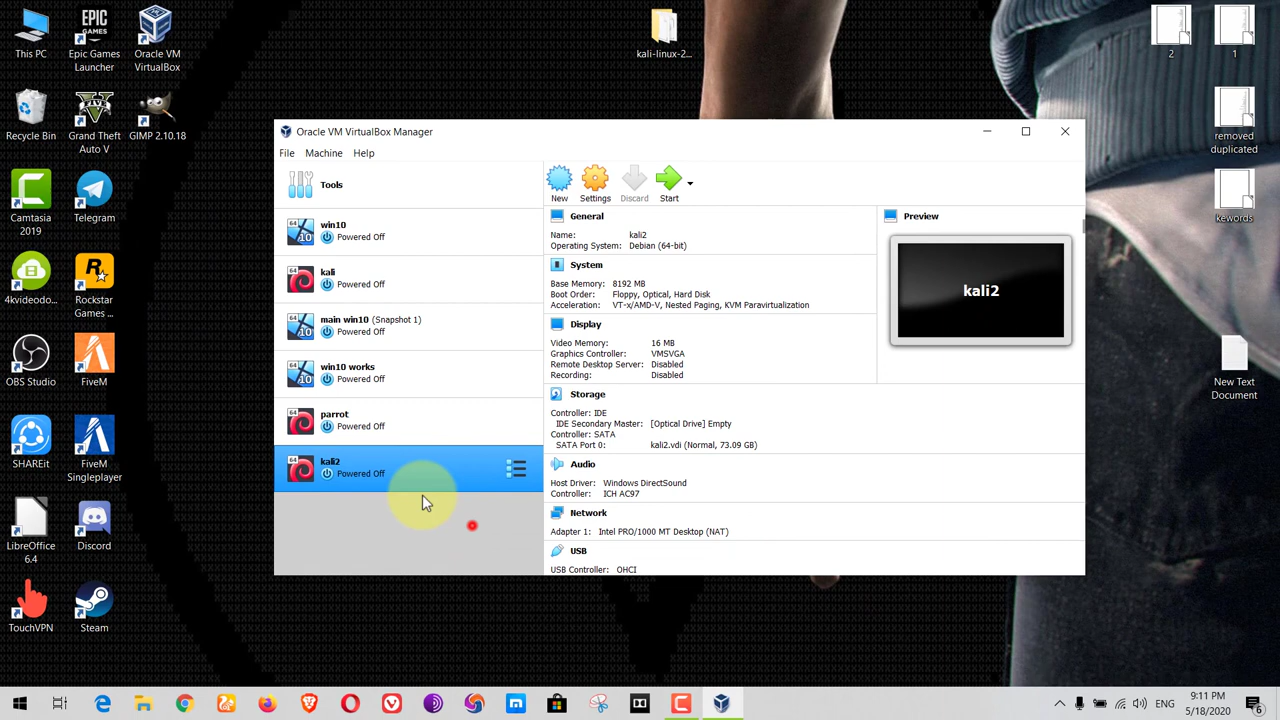 This PC
Epic Games
Launcher
Oracle VM
VirtualBox
Recycle Bin
Grand Theft
Auto V
GIMP 2.10.18
Camtasia
2019
Telegram
4kvideodo...
Rockstar
Games ...
OBS Studio
FiveM
SHAREit
FiveM
Singleplayer
LibreOffice
6.4
Discord
TouchVPN
Steam
kali-linux-2...
2
1
removed
duplicated
kewords
New Text
Document
Oracle VM VirtualBox Manager
File Machine Help
Tools
win10
Powered Off
kali
Powered Off
main win10 (Snapshot 1)
Powered Off
win10 works
Powered Off
parrot
Powered Off
kali2
Powered Off
New Settings Discard Start
General
Name: kali2
Operating System: Debian (64-bit)
System
Base Memory: 8192 MB
Boot Order: Floppy, Optical, Hard Disk
Acceleration: VT-x/AMD-V, Nested Paging, KVM Paravirtualization
Display
Video Memory: 16 MB
Graphics Controller: VMSVGA
Remote Desktop Server: Disabled
Recording: Disabled
Storage
Controller: IDE
IDE Secondary Master: [Optical Drive] Empty
Controller: SATA
SATA Port 0: kali2.vdi (Normal, 73.09 GB)
Audio
Host Driver: Windows DirectSound
Controller: ICH AC97
Network
Adapter 1: Intel PRO/1000 MT Desktop (NAT)
USB
USB Controller: OHCI
Preview
kali2
ENG
9:11 PM
5/18/2020
6